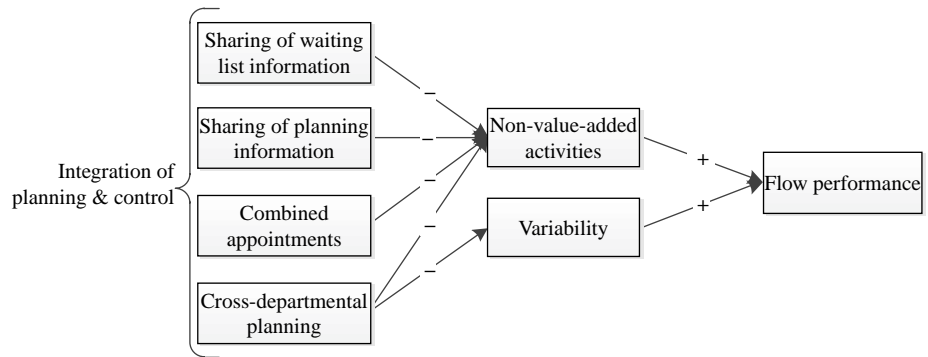 Integration of
planning & control
Sharing of waiting
list information
Sharing of planning
information
Combined
appointments
Cross-departmental
planning
–
–
–
–
–
Non-value-added
activities
Variability
+
+
Flow performance